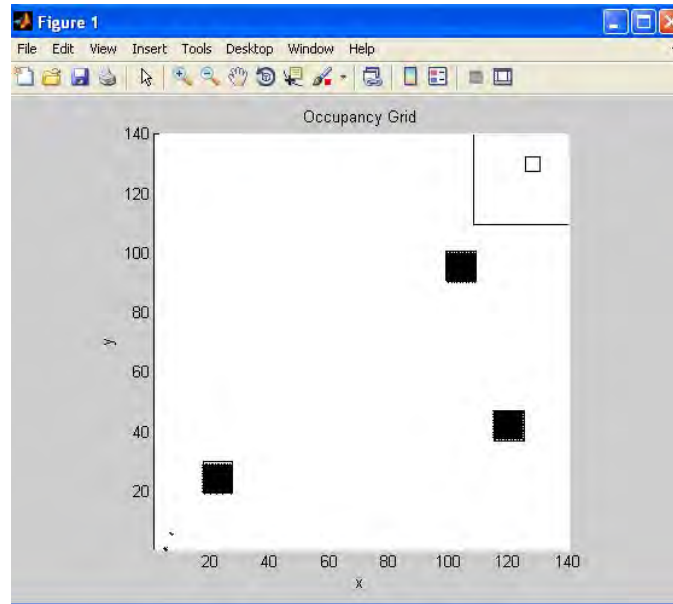 Figure 1
File Edit View Insert Tools Desktop Window Help
Occupancy Grid
140
120
100
80
60
40
20
y
20 40 60 80 100 120 140
x